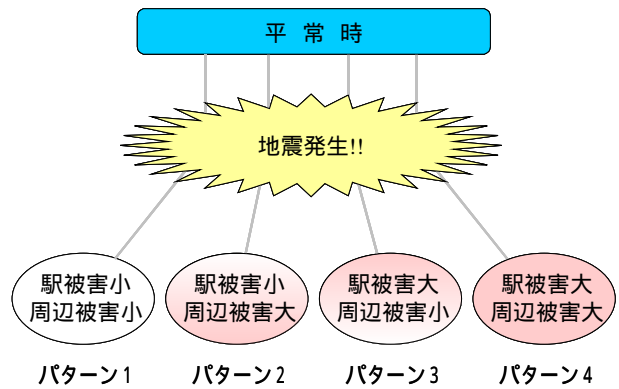 平常時
地震発生!!
駅被害小
周辺被害小
駅被害小
周辺被害大
駅被害大
周辺被害小
駅被害大
周辺被害大
パターン1
パターン2
パターン3
パターン4